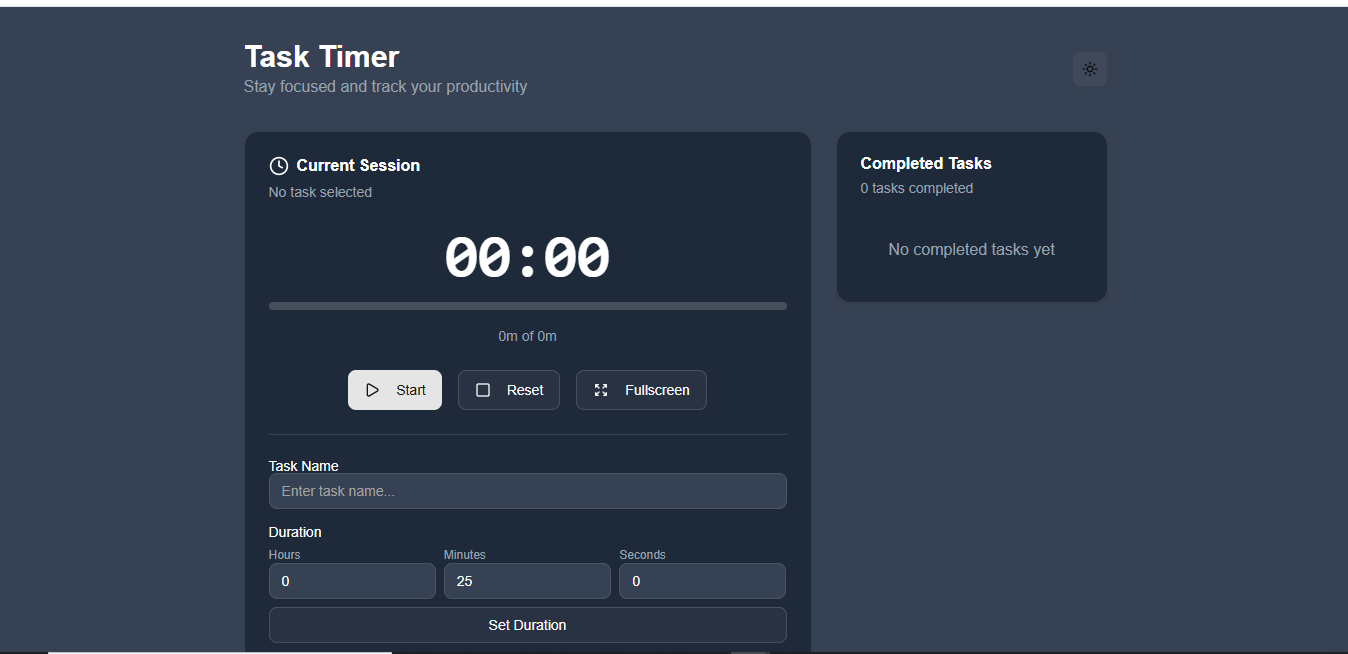 Task Timer
Stay focused and track your productivity
Current Session
No task selected
00:00
0m of 0m
Start
Reset
Fullscreen
Task Name
Enter task name...
Duration
Hours
Minutes
Seconds
0
25
0
Set Duration
Completed Tasks
0 tasks completed
No completed tasks yet